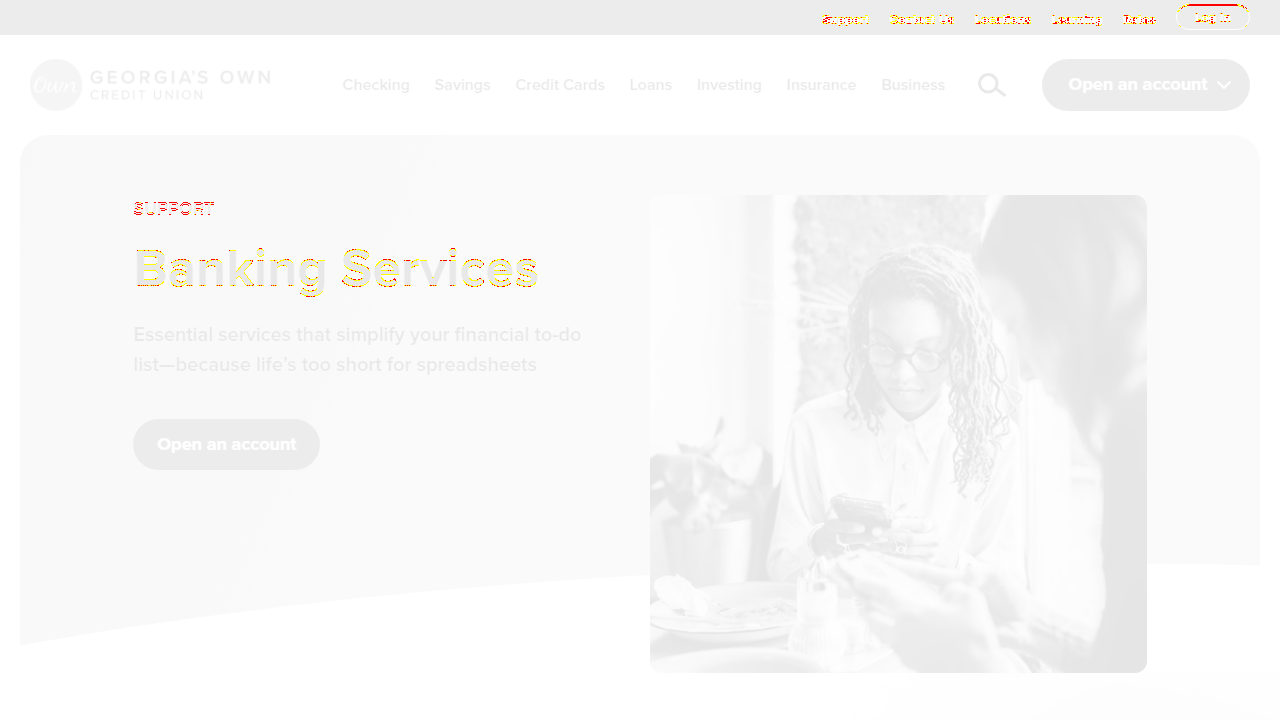 Support Contact Us Locations Learning News Log In
Own GEORGIA'S OWN
CREDIT UNION
Checking Savings Credit Cards Loans Investing Insurance Business Open an account
SUPPORT
Banking Services
Essential services that simplify your financial to-do
list—because life's too short for spreadsheets
Open an account